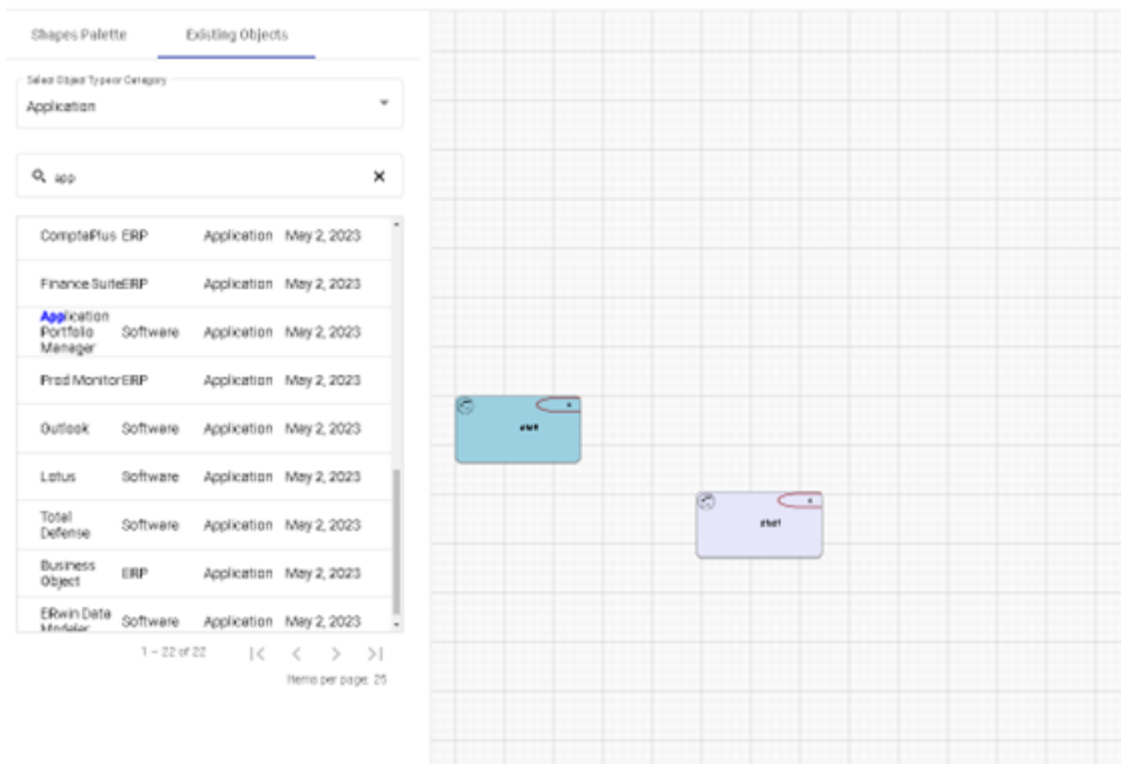 Shapes Palette Existing Objects
Select Object Type or Category
Application
app
ComptaPlus ERP Application May 2, 2023
Finance Suite ERP Application May 2, 2023
Application Portfolio Manager Software Application May 2, 2023
Prod Monitor ERP Application May 2, 2023
Outlook Software Application May 2, 2023
Lotus Software Application May 2, 2023
Total Defense Software Application May 2, 2023
Business Object ERP Application May 2, 2023
ERwin Data Modeler Software Application May 2, 2023
1 – 22 of 22
Items per page: 25